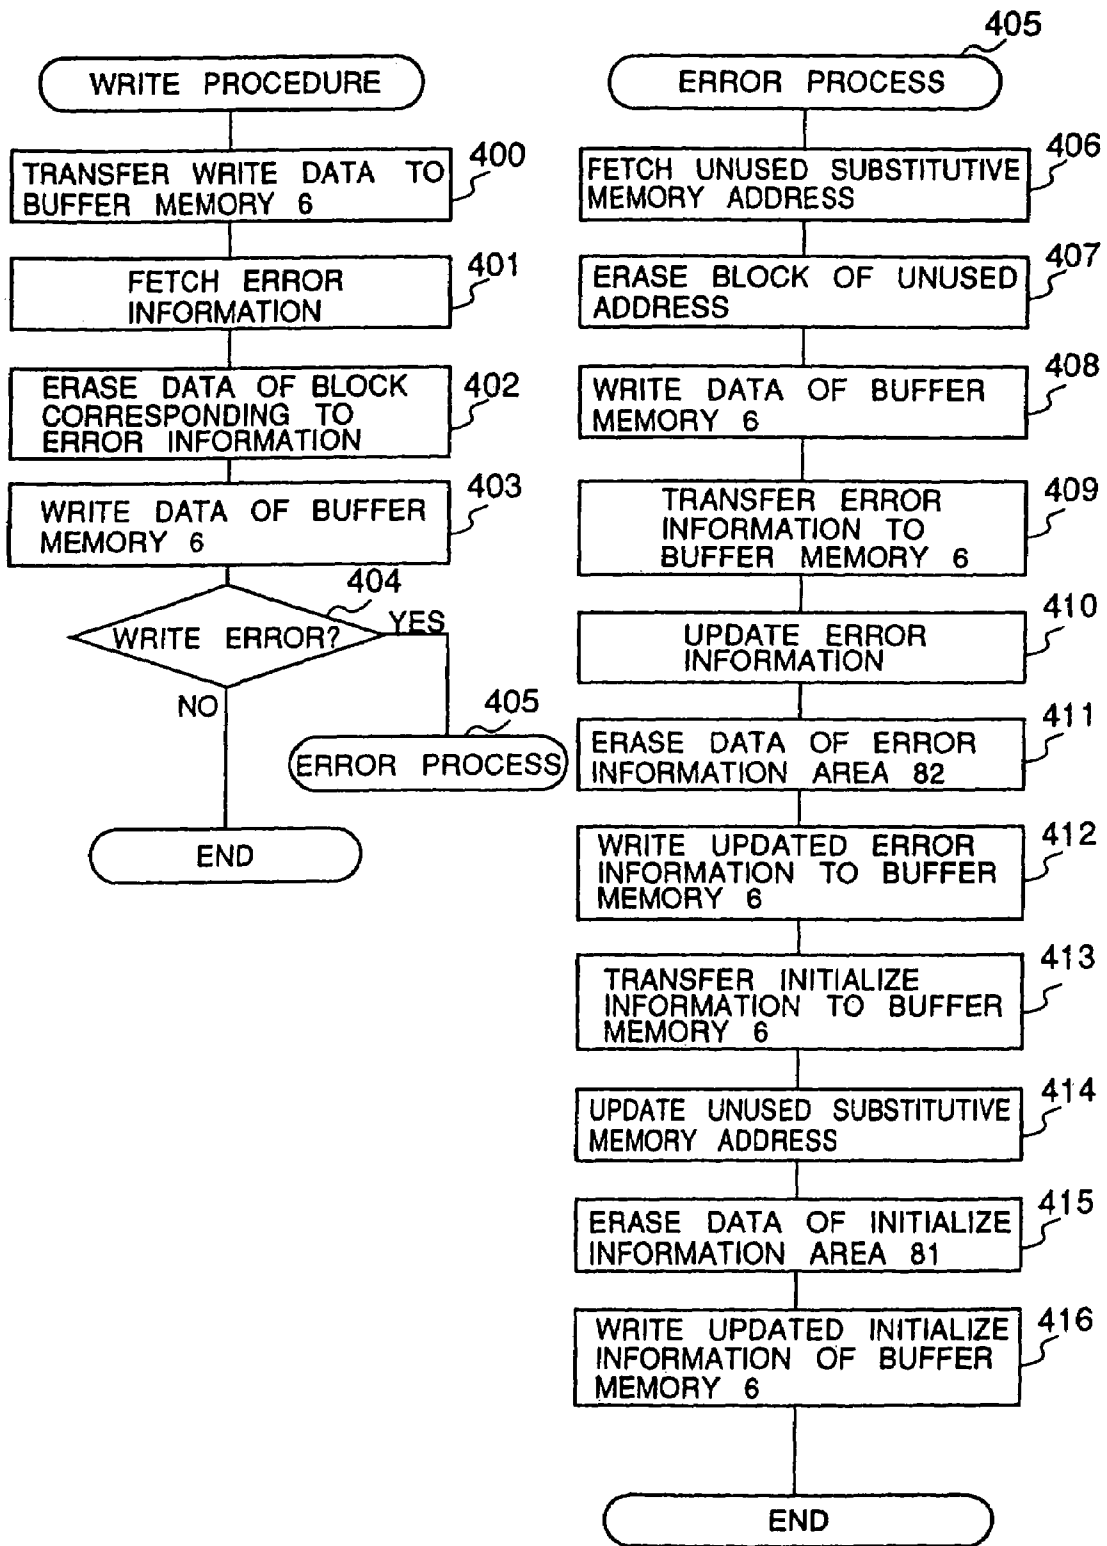 WRITE PROCEDURE
400
TRANSFER WRITE DATA TO
BUFFER MEMORY 6
401
FETCH ERROR
INFORMATION
402
ERASE DATA OF BLOCK
CORRESPONDING TO
ERROR INFORMATION
403
WRITE DATA OF BUFFER
MEMORY 6
404
WRITE ERROR?
YES
NO
405
ERROR PROCESS
END
405
ERROR PROCESS
406
FETCH UNUSED SUBSTITUTIVE
MEMORY ADDRESS
407
ERASE BLOCK OF UNUSED
ADDRESS
408
WRITE DATA OF BUFFER
MEMORY 6
409
TRANSFER ERROR
INFORMATION TO
BUFFER MEMORY 6
410
UPDATE ERROR
INFORMATION
411
ERASE DATA OF ERROR
INFORMATION AREA 82
412
WRITE UPDATED ERROR
INFORMATION TO BUFFER
MEMORY 6
413
TRANSFER INITIALIZE
INFORMATION TO BUFFER
MEMORY 6
414
UPDATE UNUSED SUBSTITUTIVE
MEMORY ADDRESS
415
ERASE DATA OF INITIALIZE
INFORMATION AREA 81
416
WRITE UPDATED INITIALIZE
INFORMATION OF BUFFER
MEMORY 6
END